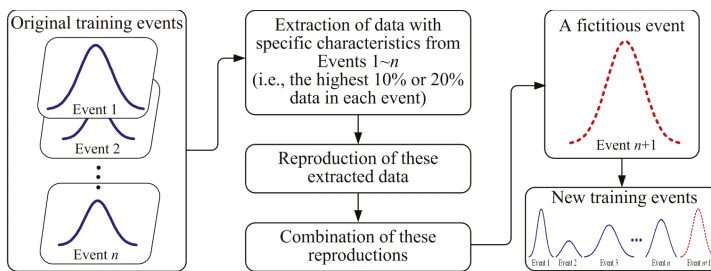 Original training events
Event 1
Event 2
Event n
Extraction of data with
specific characteristics from
Events 1~n
(i.e., the highest 10% or 20%
data in each event)
Reproduction of these
extracted data
Combination of these
reproductions
A fictitious event
Event n+1
New training events
Event 1
Event 2
Event 3
Event n
Event n+1